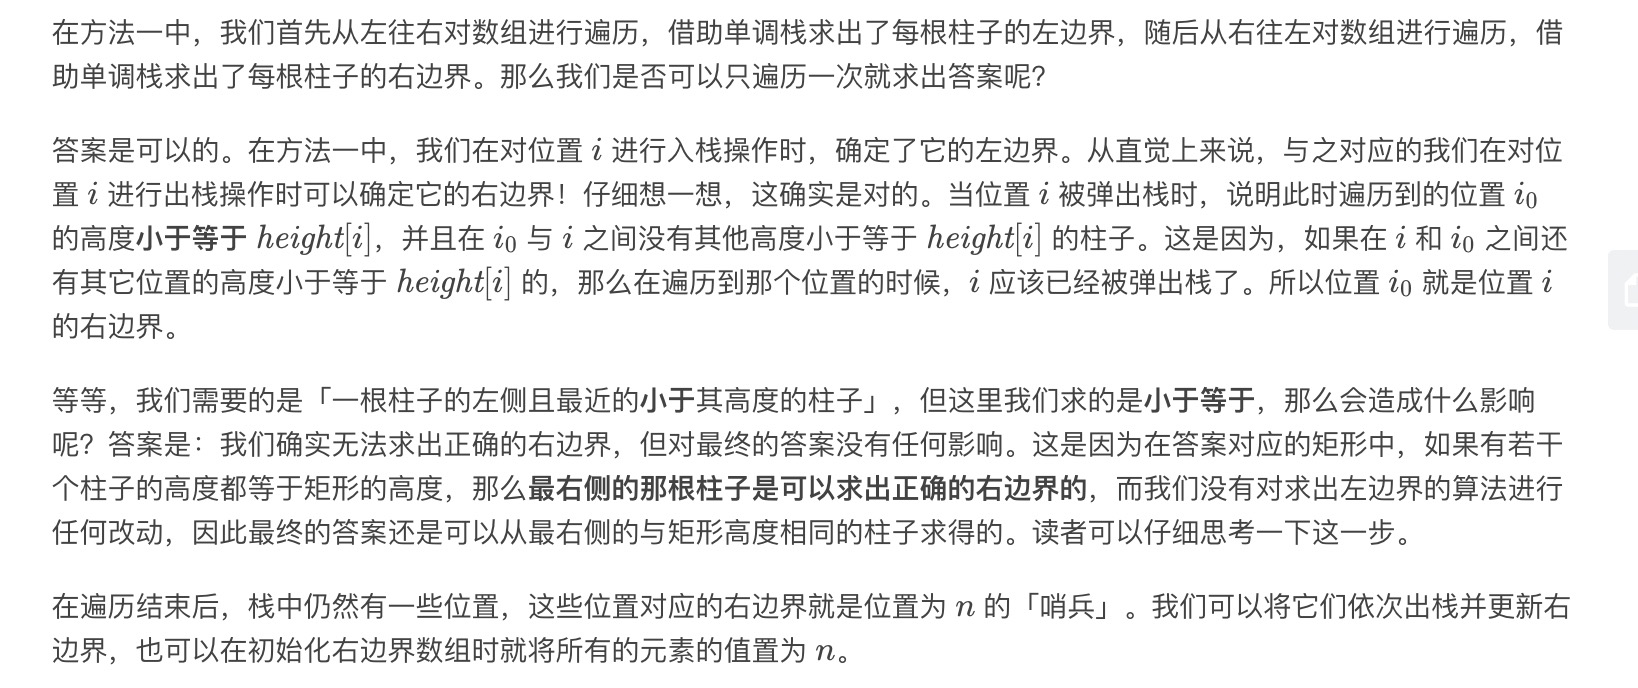 在方法一中，我们首先从左往右对数组进行遍历，借助单调栈求出了每根柱子的左边界，随后从右往左对数组进行遍历，借
助单调栈求出了每根柱子的右边界。那么我们是否可以只遍历一次就求出答案呢？
答案是可以的。在方法一中，我们在对位置 i 进行入栈操作时，确定了它的左边界。从直觉上来说，与之对应的我们在对位
置 i 进行出栈操作时可以确定它的右边界！仔细想一想，这确实是对的。当位置 i 被弹出栈时，说明此时遍历到的位置 i₀
的高度小于等于 height[i]，并且在 i₀ 与 i 之间没有其他高度小于等于 height[i] 的柱子。这是因为，如果在 i 和 i₀ 之间还
有其它位置的高度小于等于 height[i] 的，那么在遍历到那个位置的时候，i 应该已经被弹出栈了。所以位置 i₀ 就是位置 i
的右边界。
等等，我们需要的是「一根柱子的左侧且最近的小于其高度的柱子」，但这里我们求的是小于等于，那么会造成什么影响
呢？答案是：我们确实无法求出正确的右边界，但对最终的答案没有任何影响。这是因为在答案对应的矩形中，如果有若干
个柱子的高度都等于矩形的高度，那么最右侧的那根柱子是可以求出正确的右边界的，而我们没有对求出左边界的算法进行
任何改动，因此最终的答案还是可以从最右侧的与矩形高度相同的柱子求得的。读者可以仔细思考一下这一步。
在遍历结束后，栈中仍然有一些位置，这些位置对应的右边界就是位置为 n 的「哨兵」。我们可以将它们依次出栈并更新右
边界，也可以在初始化右边界数组时就将所有的元素的值置为 n。